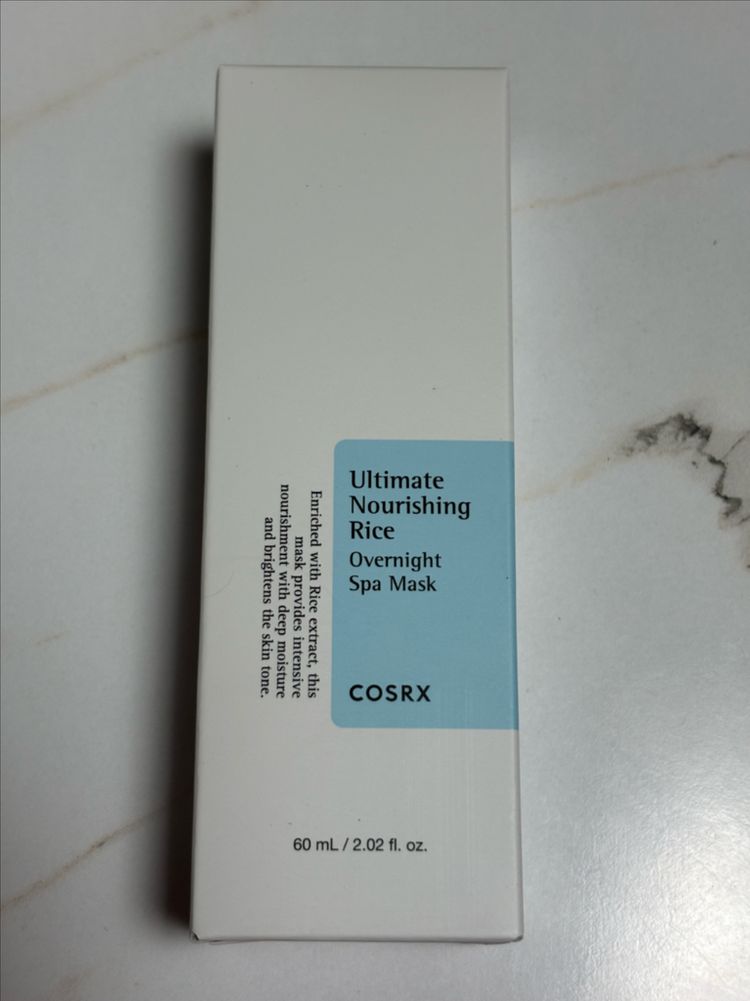 Ultimate
Nourishing
Rice
Overnight
Spa Mask
COSRX
Enriched with Rice extract, this
mask provides intensive
nourishment with deep moisture
and brightens the skin tone.
60 mL / 2.02 fl. oz.